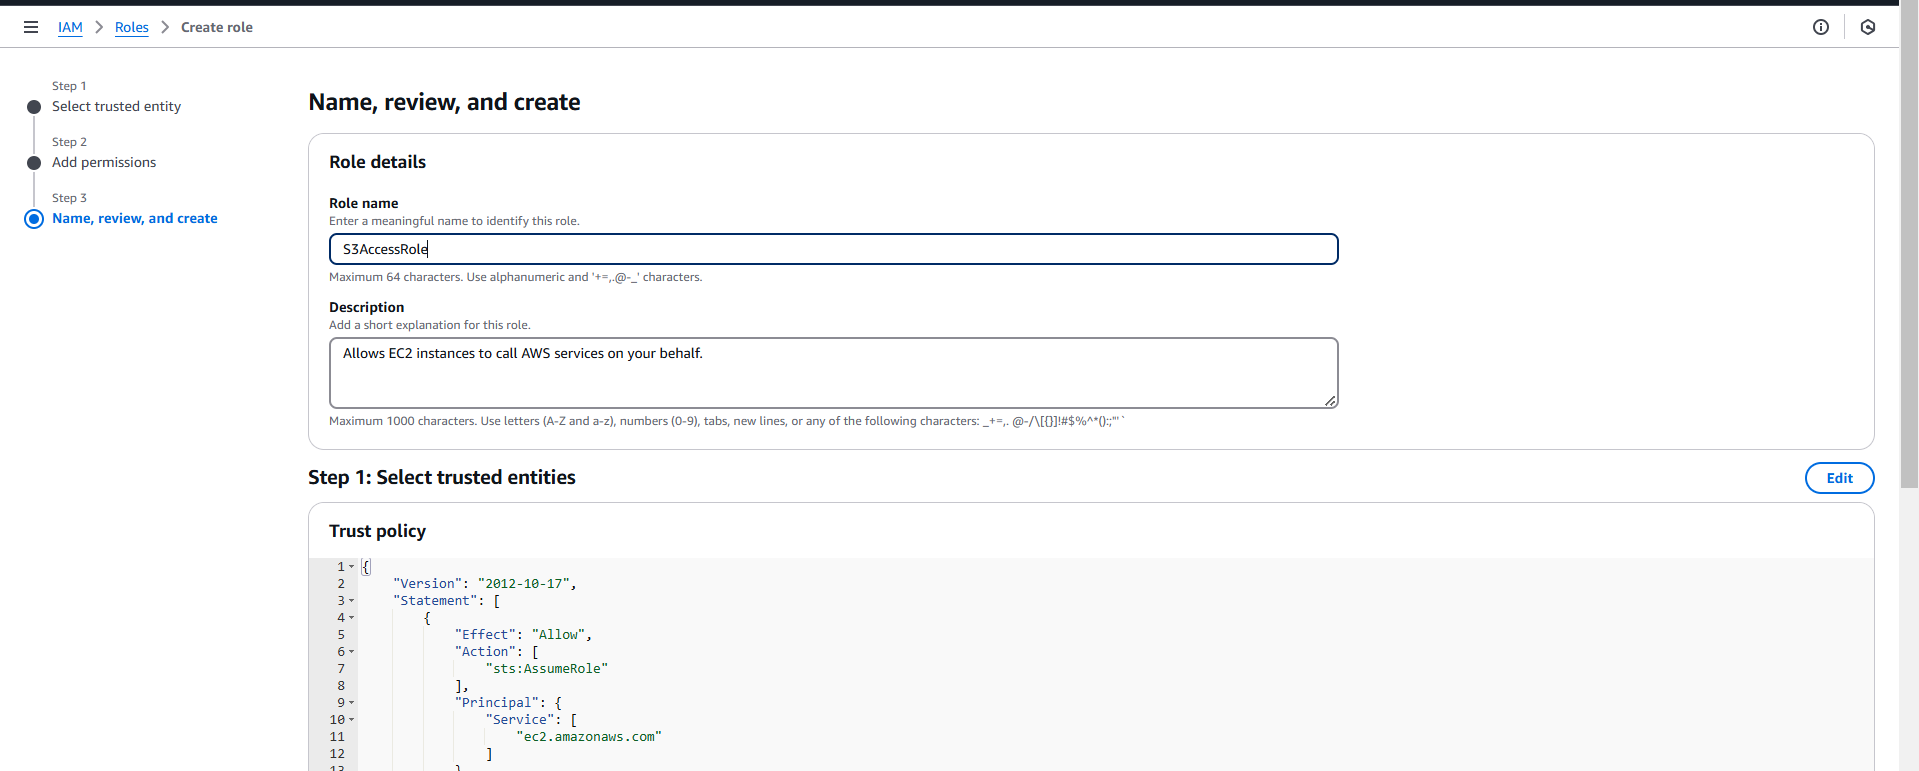 IAM > Roles > Create role
Step 1
Select trusted entity
Step 2
Add permissions
Step 3
Name, review, and create
Name, review, and create
Role details
Role name
Enter a meaningful name to identify this role.
S3AccessRole
Maximum 64 characters. Use alphanumeric and '+=,.@-_' characters.
Description
Add a short explanation for this role.
Allows EC2 instances to call AWS services on your behalf.
Maximum 1000 characters. Use letters (A-Z and a-z), numbers (0-9), tabs, new lines, or any of the following characters: _+=,. @-/\[{}]!#$%^*();:"'`
Step 1: Select trusted entities
Edit
Trust policy
1 {
2 "Version": "2012-10-17",
3 "Statement": [
4 {
5 "Effect": "Allow",
6 "Action": [
7 "sts:AssumeRole"
8 ],
9 "Principal": {
10 "Service": [
11 "ec2.amazonaws.com"
12 ]
13 }